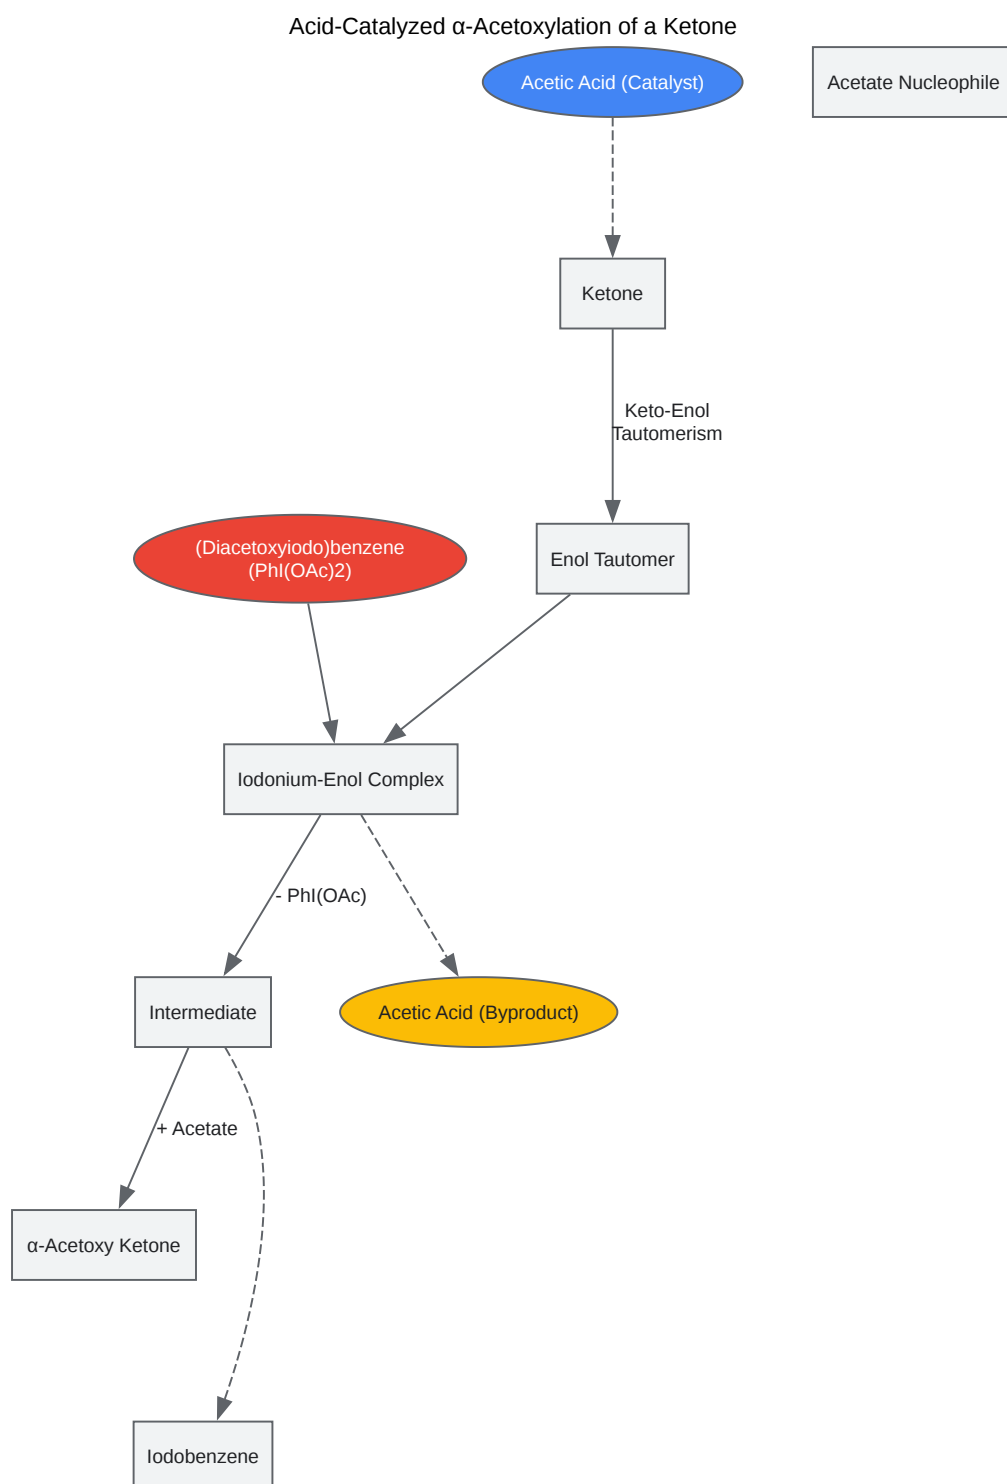 Acid-Catalyzed α-Acetoxylation of a Ketone
Acetic Acid (Catalyst)
Acetate Nucleophile
Ketone
Keto-Enol
Tautomerism
(Diacetoxyiodo)benzene
(PhI(OAc)2)
Enol Tautomer
Iodonium-Enol Complex
- PhI(OAc)
Intermediate
Acetic Acid (Byproduct)
+ Acetate
α-Acetoxy Ketone
Iodobenzene